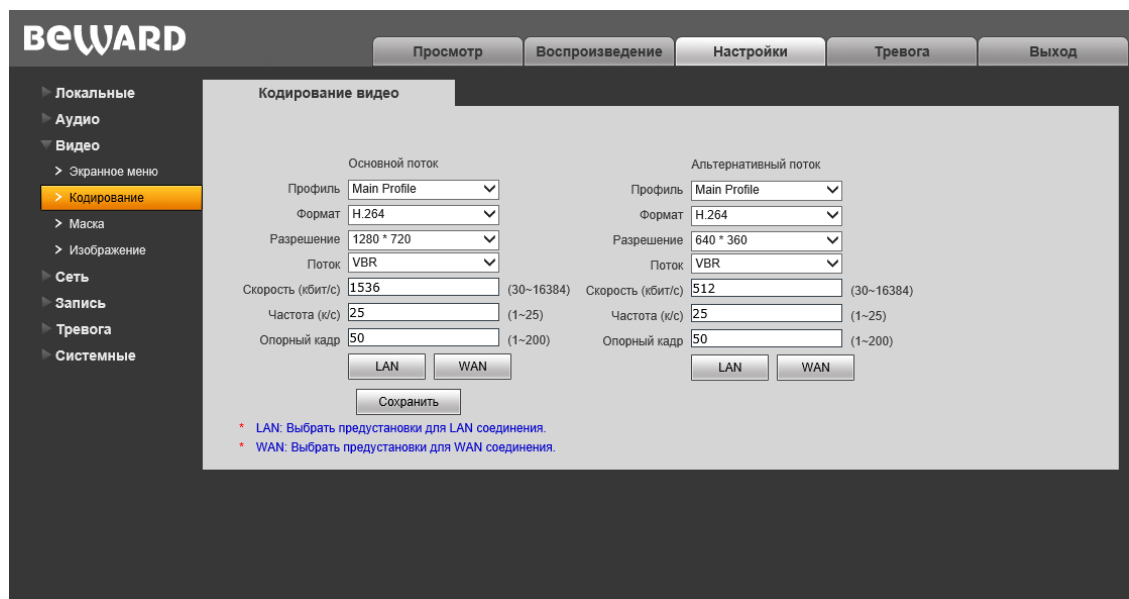 BEWARD
Просмотр Воспроизведение Настройки Тревога Выход
Локальные
Аудио
Видео
> Экранное меню
> Кодирование
> Маска
> Изображение
Сеть
Запись
Тревога
Системные
Кодирование видео
Основной поток
Профиль Main Profile
Формат H.264
Разрешение 1280 * 720
Поток VBR
Скорость (кбит/с) 1536 (30~16384)
Частота (к/с) 25 (1~25)
Опорный кадр 50 (1~200)
LAN WAN
Альтернативный поток
Профиль Main Profile
Формат H.264
Разрешение 640 * 360
Поток VBR
Скорость (кбит/с) 512 (30~16384)
Частота (к/с) 25 (1~25)
Опорный кадр 50 (1~200)
LAN WAN
Сохранить
* LAN: Выбрать предустановки для LAN соединения.
* WAN: Выбрать предустановки для WAN соединения.